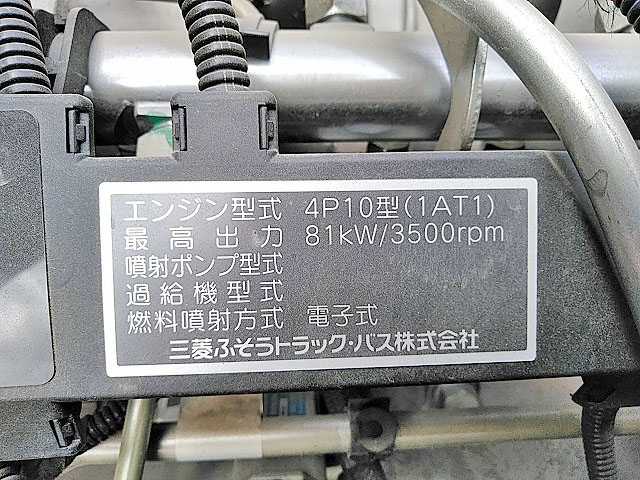 エンジン型式 4P10型(1AT1)
最高出力 81kW/3500rpm
噴射ポンプ型式
過給機型式
燃料噴射方式 電子式
三菱ふそうトラック・バス株式会社